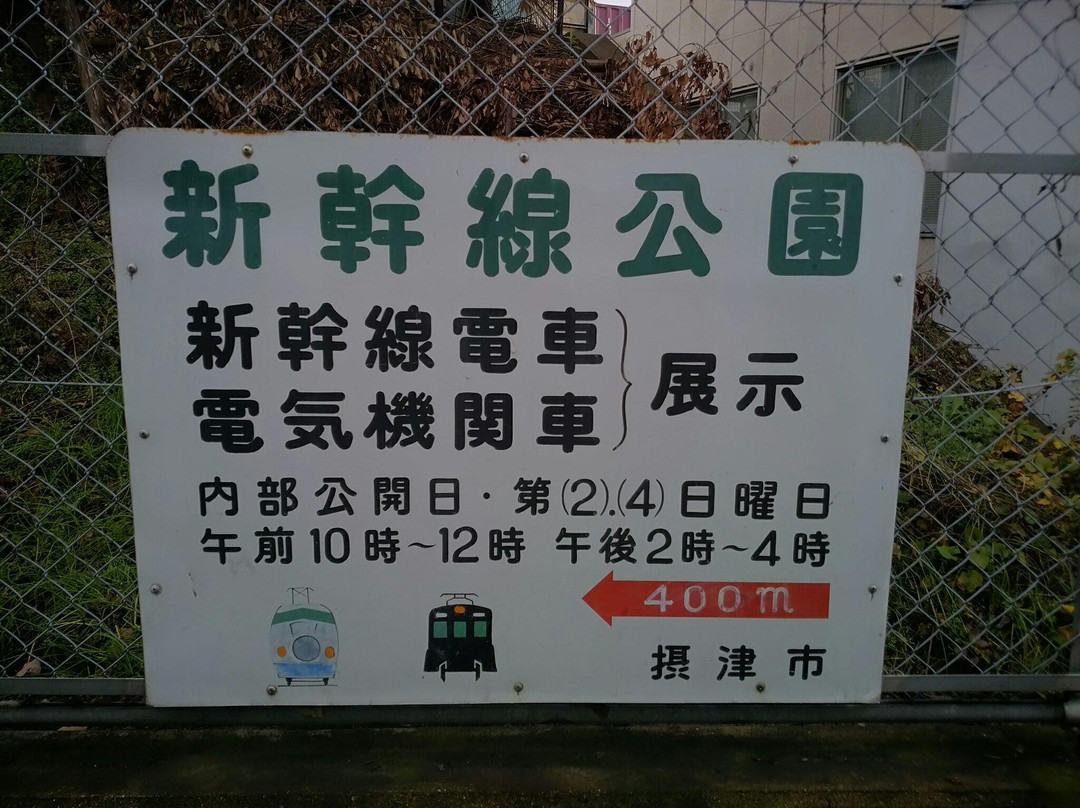 新幹線公園
新幹線電車
電気機関車
展示
内部公開日・第(2).(4)日曜日
午前10時~12時 午後2時~4時
400m
摂津市